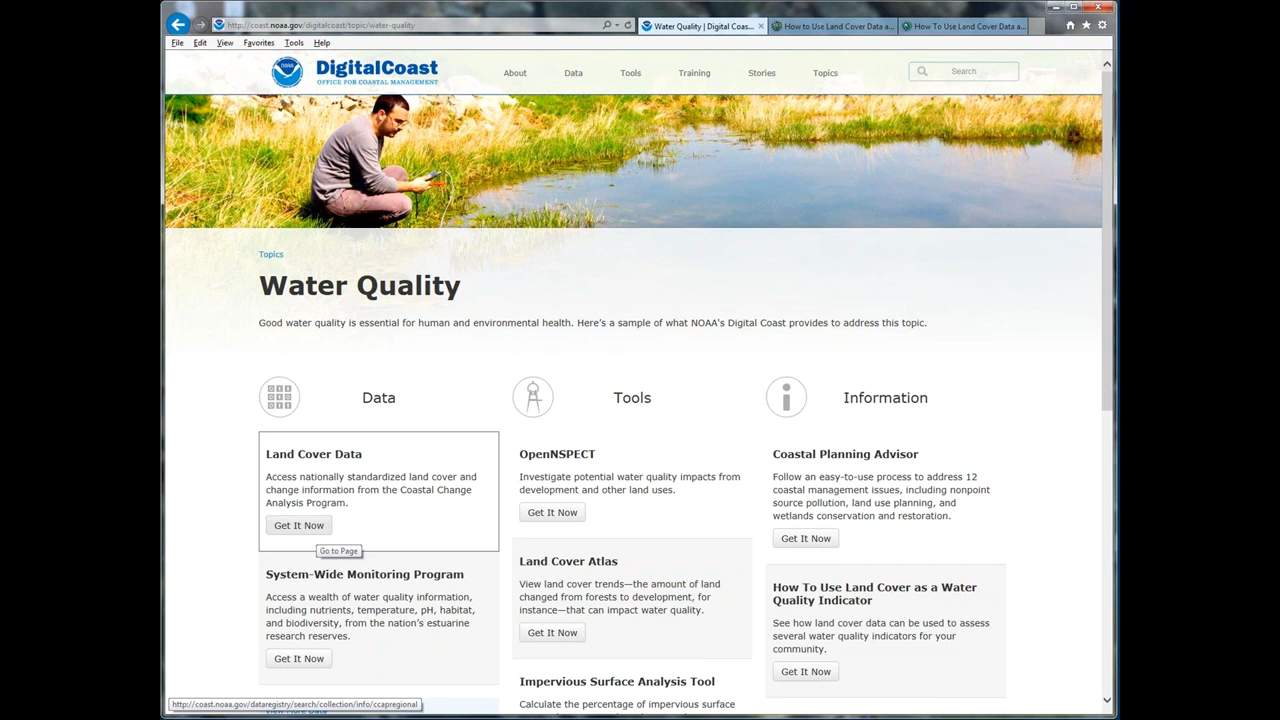 http://coast.noaa.gov/digitalcoast/topic/water-quality
Water Quality | Digital Coas...
How to Use Land Cover Data a...
How To Use Land Cover Data a...
File Edit View Favorites Tools Help
NOAA
DigitalCoast
OFFICE FOR COASTAL MANAGEMENT
About Data Tools Training Stories Topics
Search
Topics
Water Quality
Good water quality is essential for human and environmental health. Here's a sample of what NOAA's Digital Coast provides to address this topic.
Data
Land Cover Data
Access nationally standardized land cover and
change information from the Coastal Change
Analysis Program.
Get It Now
Go to Page
System-Wide Monitoring Program
Access a wealth of water quality information,
including nutrients, temperature, pH, habitat,
and biodiversity, from the nation's estuarine
research reserves.
Get It Now
Tools
OpenNSPECT
Investigate potential water quality impacts from
development and other land uses.
Get It Now
Land Cover Atlas
View land cover trends—the amount of land
changed from forests to development, for
instance—that can impact water quality.
Get It Now
Impervious Surface Analysis Tool
Calculate the percentage of impervious surface
Information
Coastal Planning Advisor
Follow an easy-to-use process to address 12
coastal management issues, including nonpoint
source pollution, land use planning, and
wetlands conservation and restoration.
Get It Now
How To Use Land Cover as a Water
Quality Indicator
See how land cover data can be used to assess
several water quality indicators for your
community.
Get It Now
http://coast.noaa.gov/dataregistry/search/collection/info/ccapregional